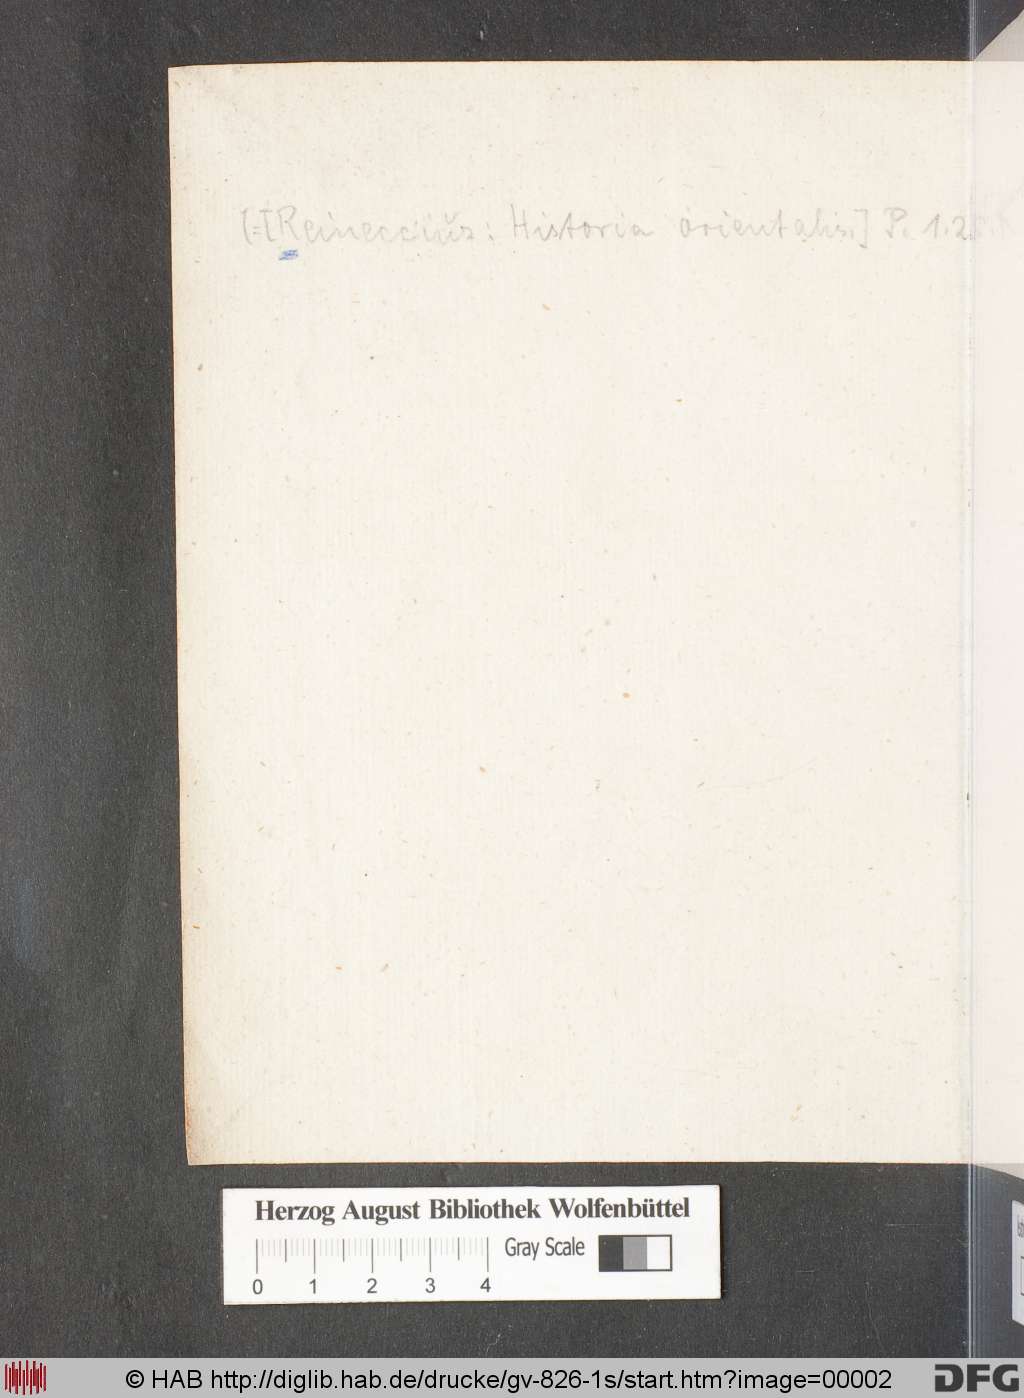 (=[Reineccius: Historia orientalis.] P. 1.2.
Herzog August Bibliothek Wolfenbüttel
Gray Scale
0 1 2 3 4
© HAB http://diglib.hab.de/drucke/gv-826-1s/start.htm?image=00002
DFG